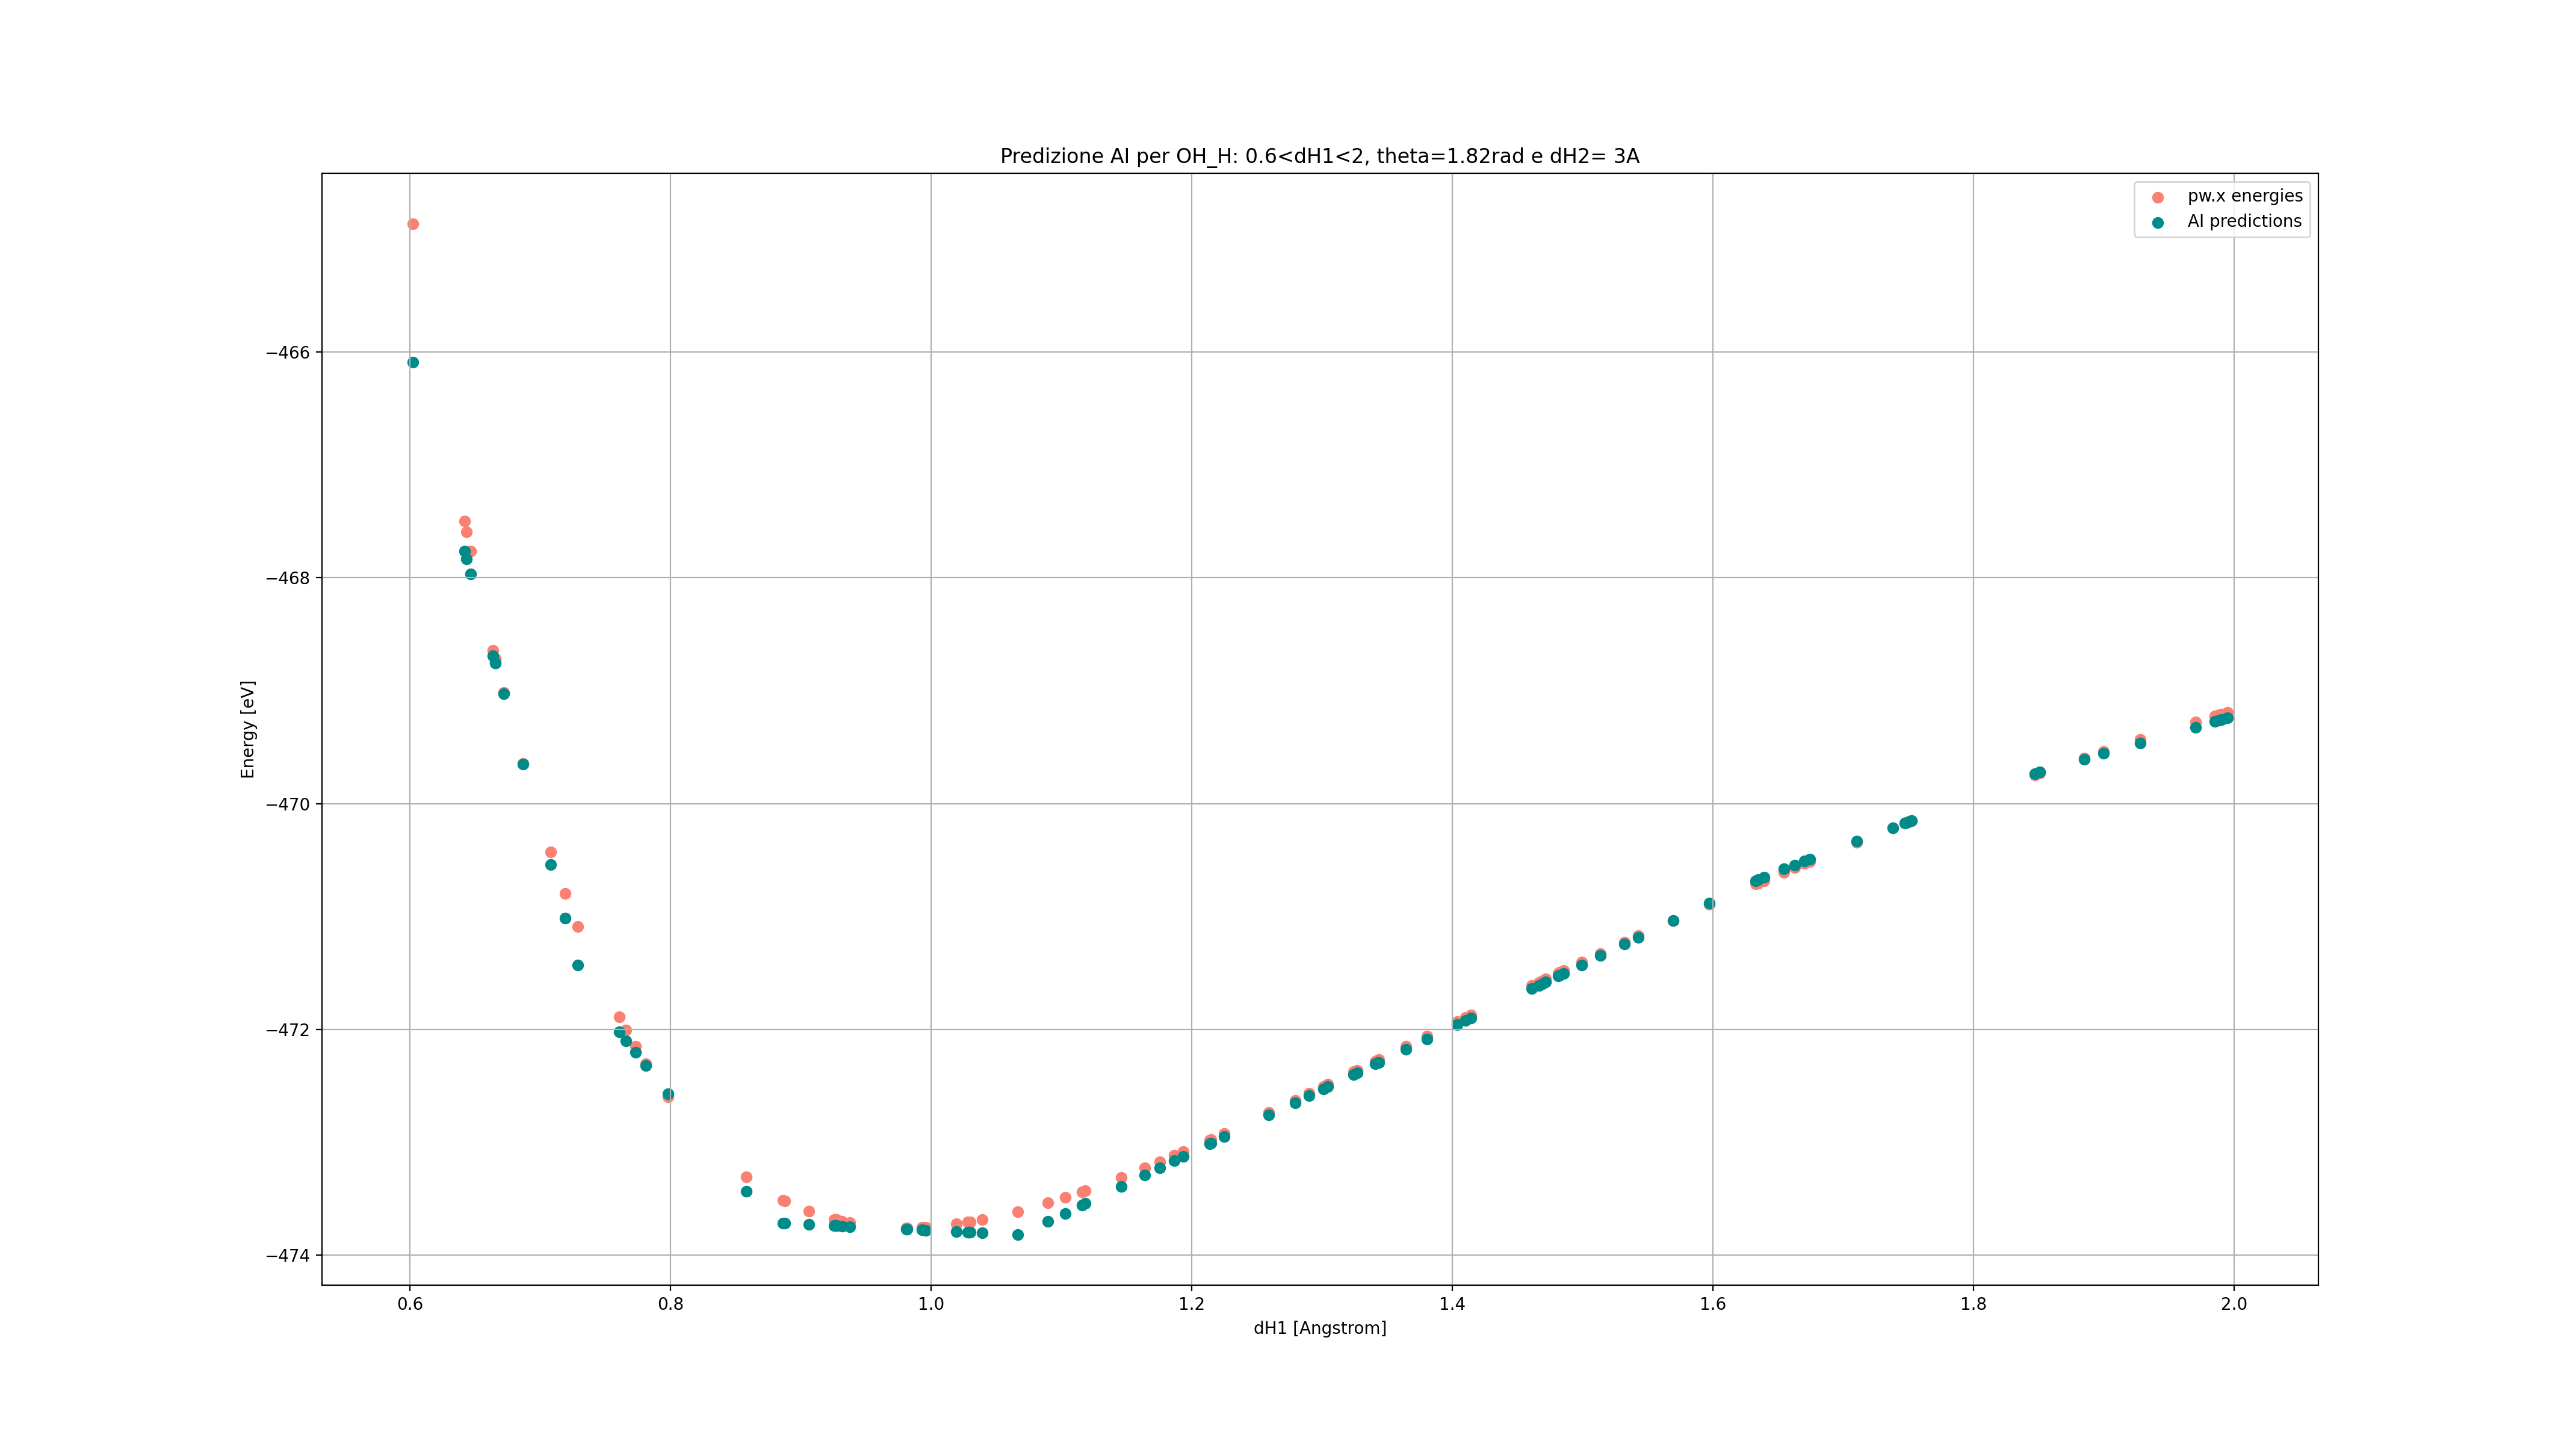 Predizione AI per OH_H: 0.6<dH1<2, theta=1.82rad e dH2= 3A
pw.x energies
AI predictions
Energy [eV]
−466
−468
−470
−472
−474
0.6
0.8
1.0
1.2
1.4
1.6
1.8
2.0
dH1 [Angstrom]